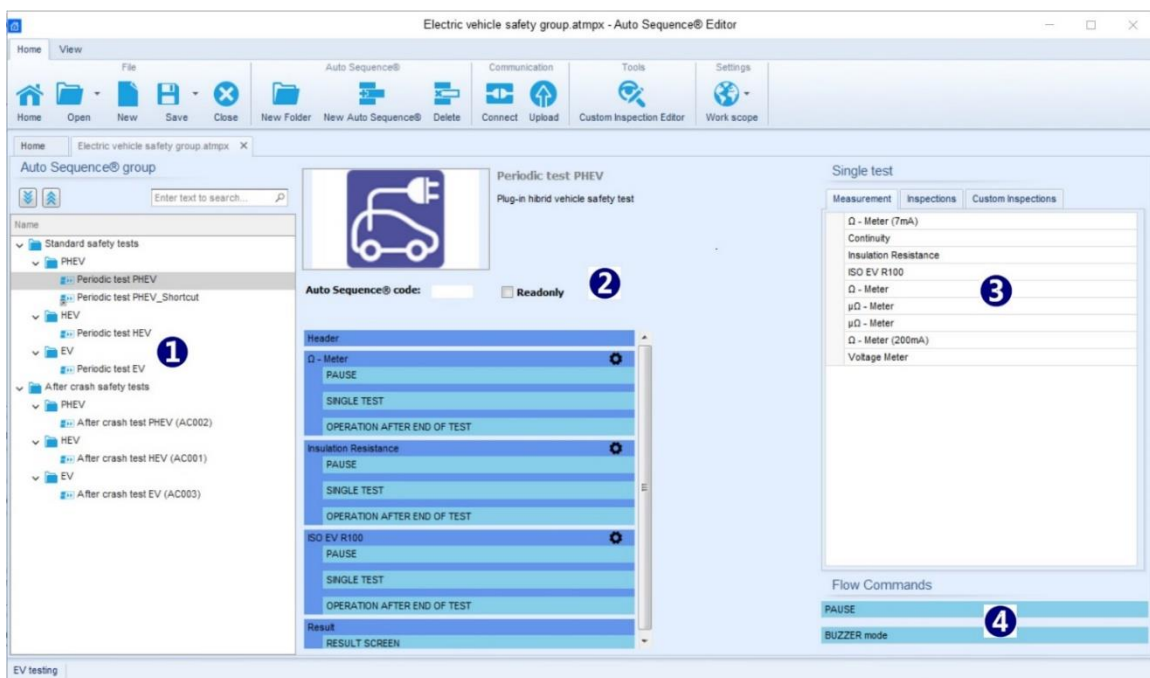 Electric vehicle safety group.atmpx - Auto Sequence® Editor
Home View
File Auto Sequence® Communication Tools Settings
Home Open New Save Close New Folder New Auto Sequence® Delete Connect Upload Custom Inspection Editor Work scope
Home Electric vehicle safety group.atmpx X
Auto Sequence® group
Enter text to search...
Name
Standard safety tests
PHEV
Periodic test PHEV
Periodic test PHEV_Shortcut
HEV
Periodic test HEV
1
EV
Periodic test EV
After crash safety tests
PHEV
After crash test PHEV (AC002)
HEV
After crash test HEV (AC001)
EV
After crash test EV (AC003)
Periodic test PHEV
Plug-in hibrid vehicle safety test
Auto Sequence® code: Readonly 2
Header
Ω - Meter
PAUSE
SINGLE TEST
OPERATION AFTER END OF TEST
Insulation Resistance
PAUSE
SINGLE TEST
OPERATION AFTER END OF TEST
ISO EV R100
PAUSE
SINGLE TEST
OPERATION AFTER END OF TEST
Result
RESULT SCREEN
Single test
Measurement Inspections Custom Inspections
Ω - Meter (7mA)
Continuity
Insulation Resistance
ISO EV R100
Ω - Meter 3
μΩ - Meter
μΩ - Meter
Ω - Meter (200mA)
Voltage Meter
Flow Commands
PAUSE
4
BUZZER mode
EV testing